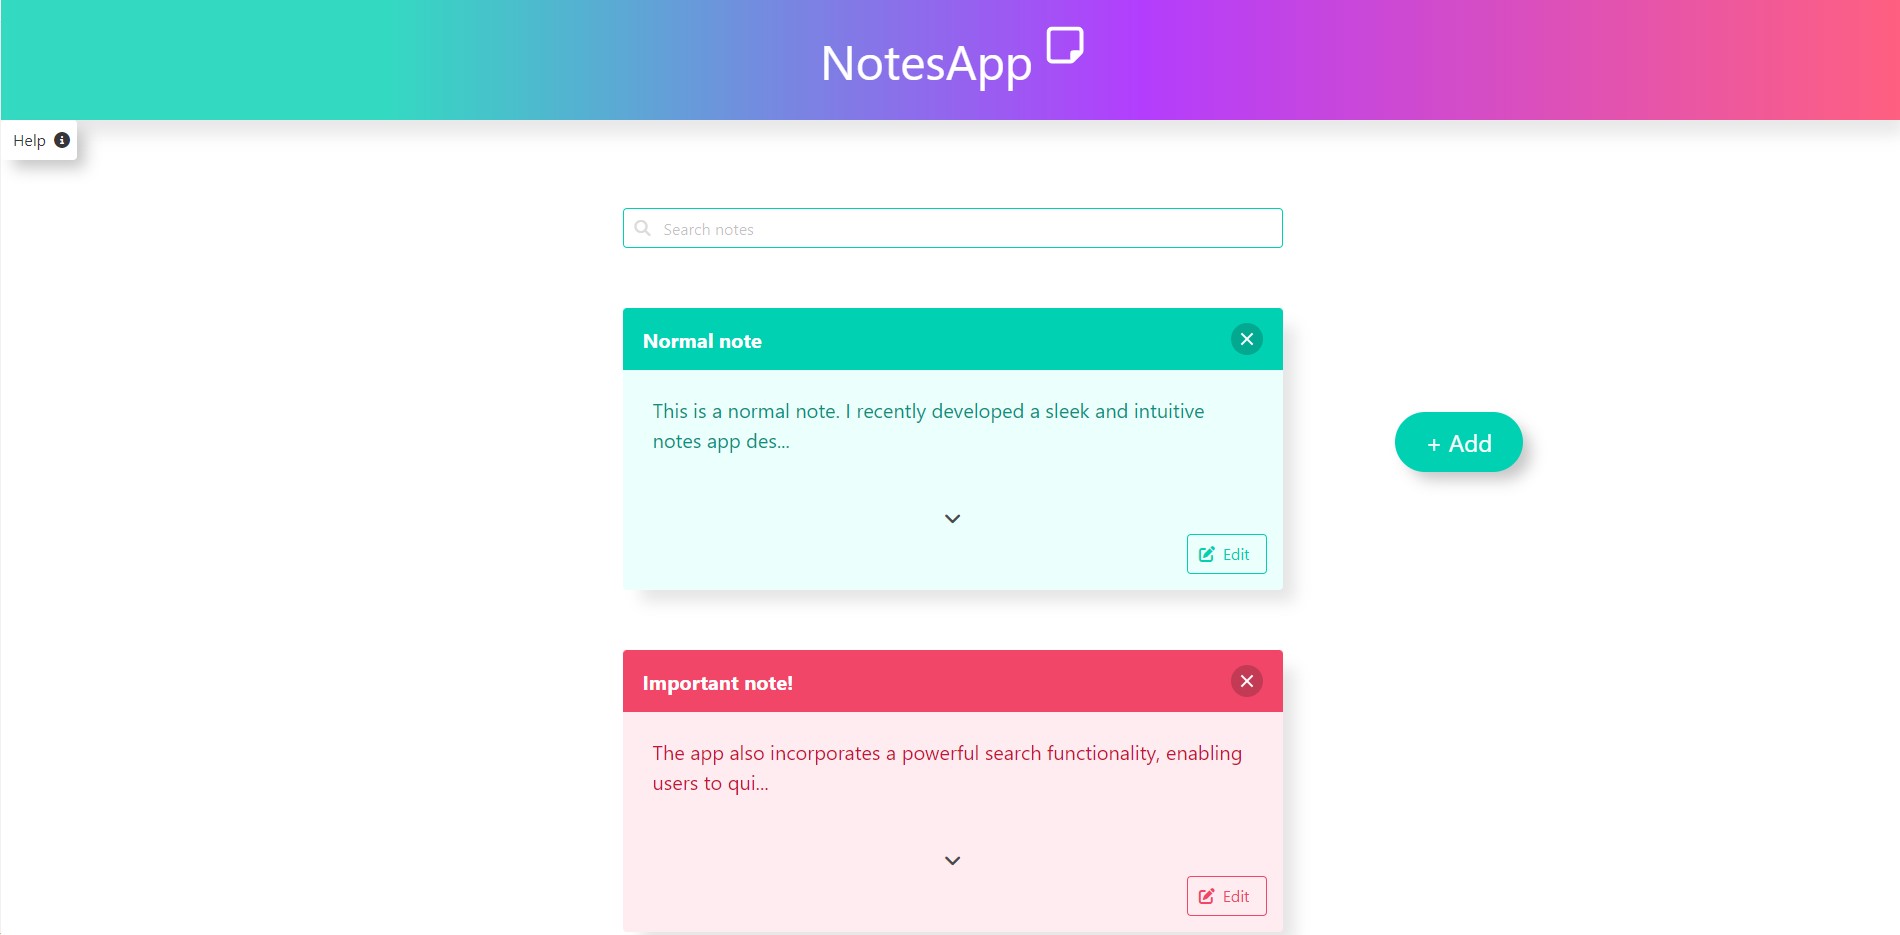 NotesApp
Help
Search notes
Normal note
This is a normal note. I recently developed a sleek and intuitive
notes app des...
+ Add
Edit
Important note!
The app also incorporates a powerful search functionality, enabling
users to qui...
Edit